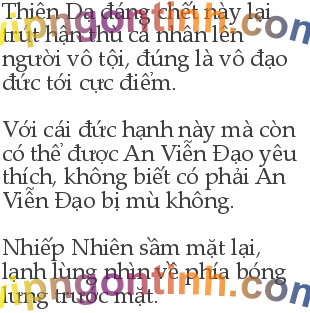 Thiên Dạ đáng chết này lại
trút hận thù cá nhân lên
người vô tội, đúng là vô đạo
đức tới cực điểm.

Với cái đức hạnh này mà còn
có thể được An Viễn Đạo yêu
thích, không biết có phải An
Viễn Đạo bị mù không.

Nhiếp Nhiên sầm mặt lại,
lạnh lùng nhìn về phía bóng
lưng trước mặt.